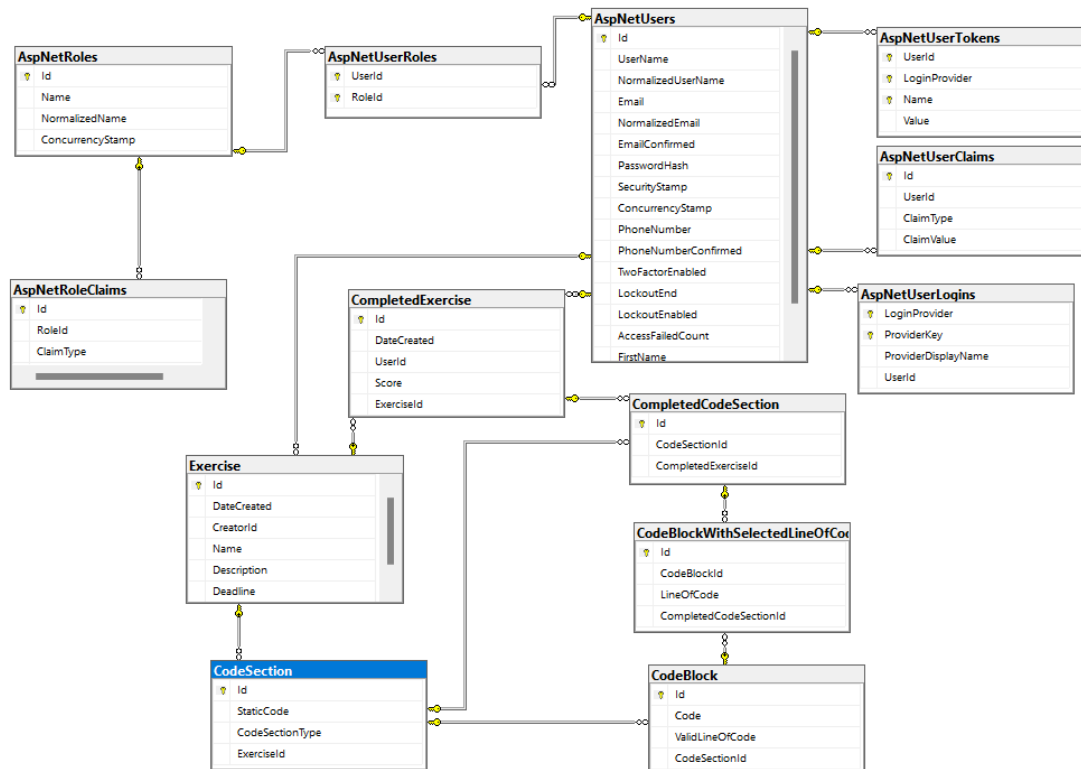 AspNetUsers
Id
UserName
NormalizedUserName
Email
NormalizedEmail
EmailConfirmed
PasswordHash
SecurityStamp
ConcurrencyStamp
PhoneNumber
PhoneNumberConfirmed
TwoFactorEnabled
LockoutEnd
LockoutEnabled
AccessFailedCount
FirstName
AspNetRoles
Id
Name
NormalizedName
ConcurrencyStamp
AspNetUserRoles
UserId
RoleId
AspNetUserTokens
UserId
LoginProvider
Name
Value
AspNetUserClaims
Id
UserId
ClaimType
ClaimValue
AspNetRoleClaims
Id
RoleId
ClaimType
CompletedExercise
Id
DateCreated
UserId
Score
ExerciseId
AspNetUserLogins
LoginProvider
ProviderKey
ProviderDisplayName
UserId
CompletedCodeSection
Id
CodeSectionId
CompletedExerciseId
Exercise
Id
DateCreated
CreatorId
Name
Description
Deadline
CodeBlockWithSelectedLineOfCod
Id
CodeBlockId
LineOfCode
CompletedCodeSectionId
CodeSection
Id
StaticCode
CodeSectionType
ExerciseId
CodeBlock
Id
Code
ValidLineOfCode
CodeSectionId